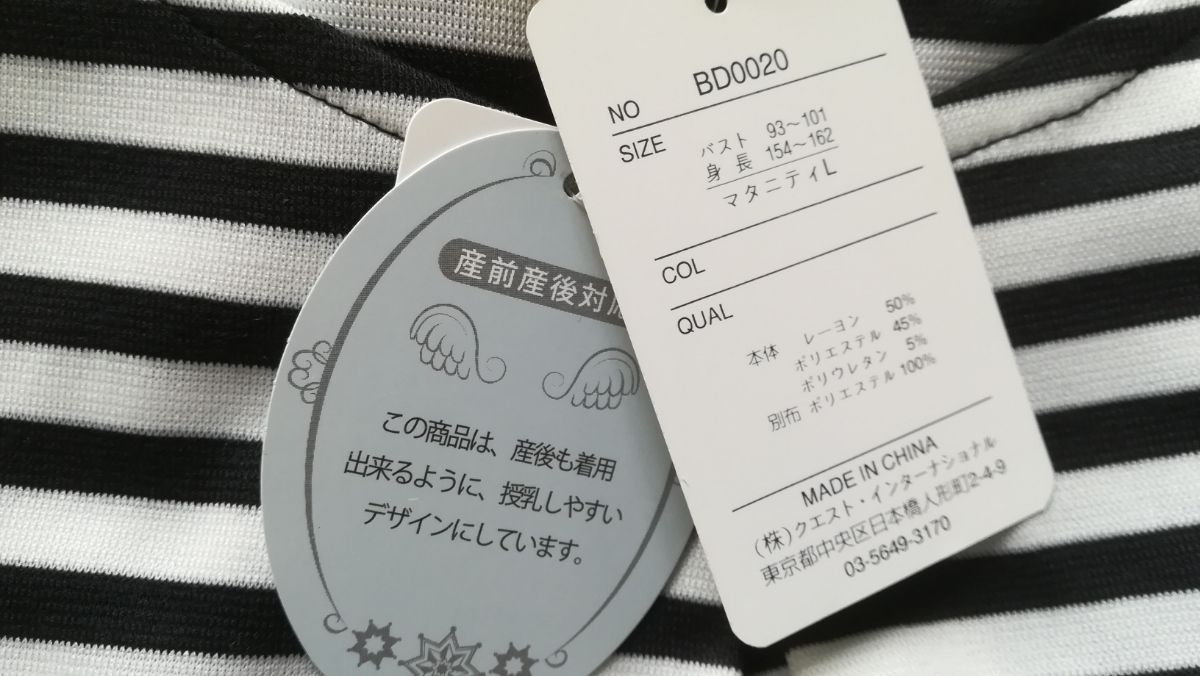 産前産後対応
この商品は、産後も着用
出来るように、授乳しやすい
デザインにしています。
NO BD0020
SIZE バスト 93～101
身 長 154～162
マタニティL
COL
QUAL
本体 レーヨン 50%
ポリエステル 45%
ポリウレタン 5%
別布 ポリエステル 100%
MADE IN CHINA
(株)クエスト・インターナショナル
東京都中央区日本橋人形町2-4-9
03-5649-3170